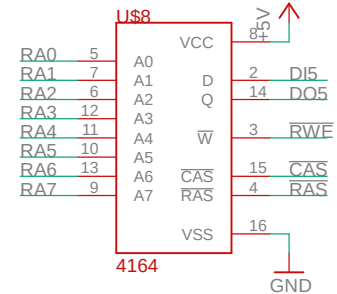 U$8
+5V
VCC 8
RA0 5 A0
RA1 7 A1 D 2 DI5
RA2 6 A2 Q 14 DO5
RA3 12 A3
RA4 11 A4 W 3 RWE
RA5 10 A5
RA6 13 A6 CAS 15 CAS
RA7 9 A7 RAS 4 RAS
VSS 16
4164
GND